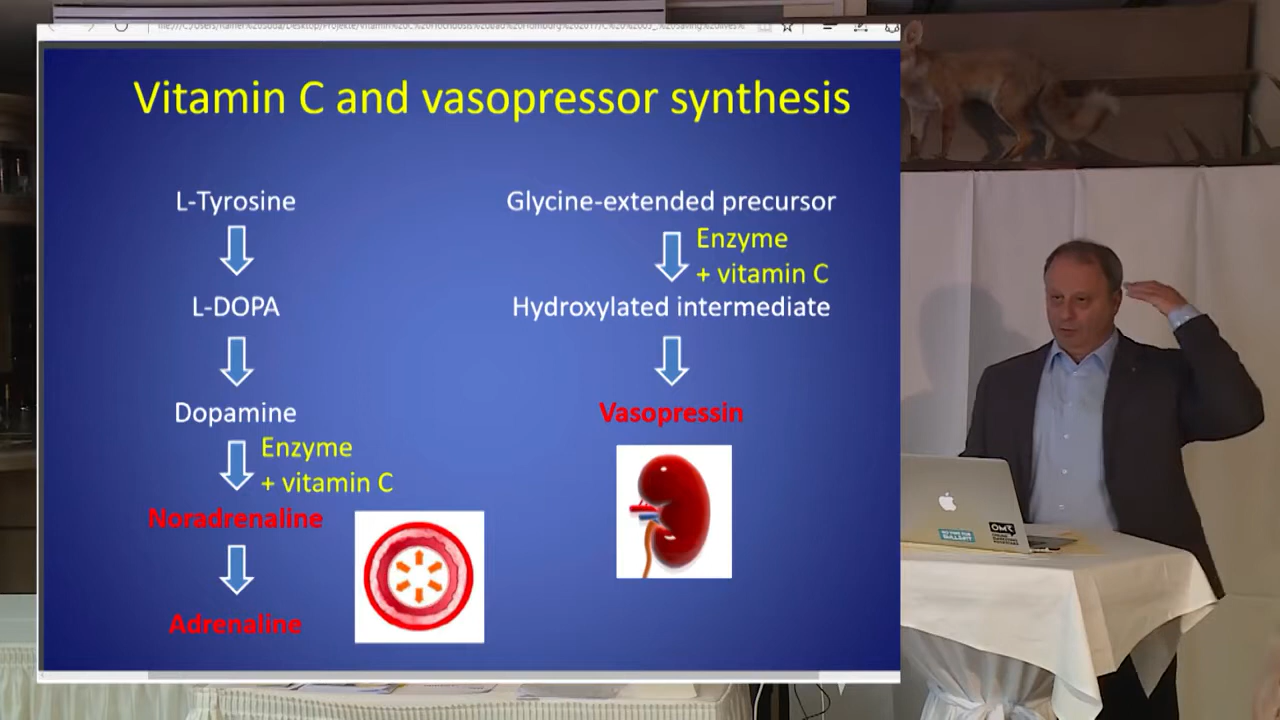 Vitamin C and vasopressor synthesis
L-Tyrosine
L-DOPA
Dopamine
Enzyme
+ vitamin C
Noradrenaline
Adrenaline
Glycine-extended precursor
Enzyme
+ vitamin C
Hydroxylated intermediate
Vasopressin